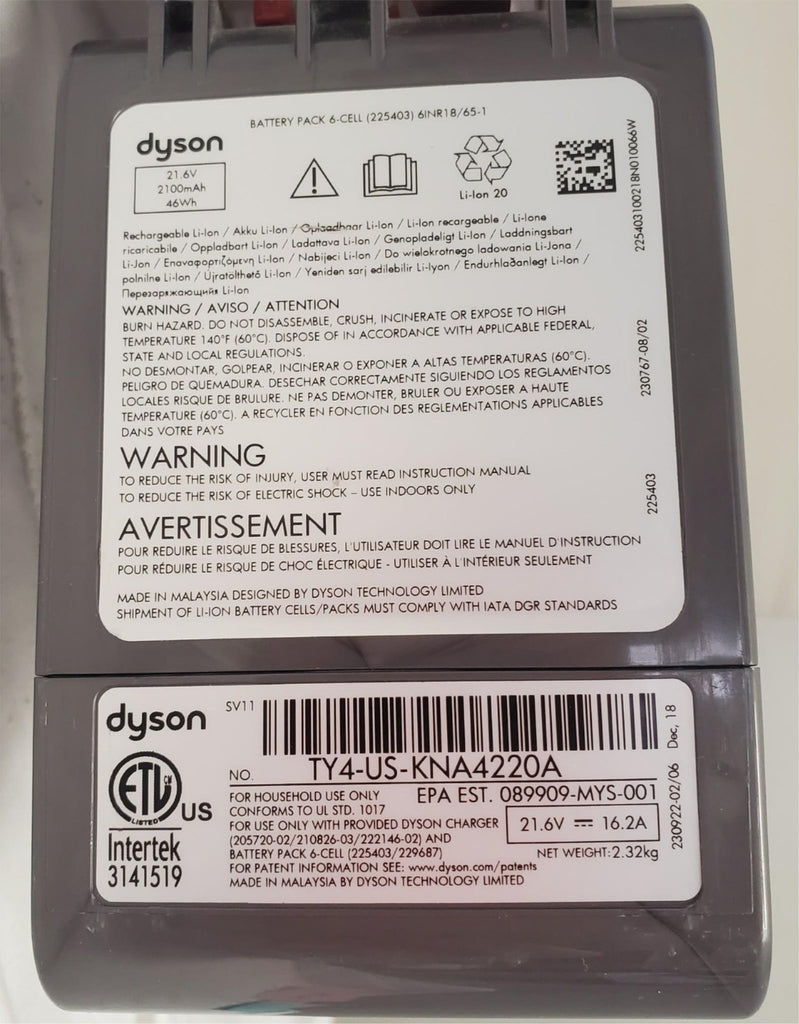 BATTERY PACK 6-CELL (225403) 6INR18/65-1
dyson
21.6V
2100mAh
46Wh
Li-Ion 20
2254031002I8N010066W
Rechargeable Li-Ion / Akku Li-Ion / Oplaadhaar Li-Ion / Li-Ion recargeable / Li-Ione
ricaricabile / Oppladbart Li-Ion / Ladattava Li-Ion / Genopladeligt Li-Ion / Laddningsbart
Li-Jon / Επαναφορτιζόμενη Li-Ion / Nabijeci Li-Ion / Do wielokrotnego ladowania Li-Jona /
polnilne Li-Ion / Újratölthető Li-Ion / Yeniden sarj edilebilir Li-lyon / Endurhlaðanlegt Li-Ion /
Перезаряжающийся Li-Ion
WARNING / AVISO / ATTENTION
BURN HAZARD. DO NOT DISASSEMBLE, CRUSH, INCINERATE OR EXPOSE TO HIGH
TEMPERATURE 140°F (60°C). DISPOSE OF IN ACCORDANCE WITH APPLICABLE FEDERAL,
STATE AND LOCAL REGULATIONS.
NO DESMONTAR, GOLPEAR, INCINERAR O EXPONER A ALTAS TEMPERATURAS (60°C).
PELIGRO DE QUEMADURA. DESECHAR CORRECTAMENTE SIGUIENDO LOS REGLAMENTOS
LOCALES RISQUE DE BRULURE. NE PAS DEMONTER, BRULER OU EXPOSER A HAUTE
TEMPERATURE (60°C). A RECYCLER EN FONCTION DES REGLEMENTATIONS APPLICABLES
DANS VOTRE PAYS
230767-08/02
WARNING
TO REDUCE THE RISK OF INJURY, USER MUST READ INSTRUCTION MANUAL
TO REDUCE THE RISK OF ELECTRIC SHOCK – USE INDOORS ONLY
225403
AVERTISSEMENT
POUR REDUIRE LE RISQUE DE BLESSURES, L'UTILISATEUR DOIT LIRE LE MANUEL D'INSTRUCTION
POUR RÉDUIRE LE RISQUE DE CHOC ÉLECTRIQUE - UTILISER À L'INTÉRIEUR SEULEMENT
MADE IN MALAYSIA DESIGNED BY DYSON TECHNOLOGY LIMITED
SHIPMENT OF LI-ION BATTERY CELLS/PACKS MUST COMPLY WITH IATA DGR STANDARDS
dyson
SV11
NO. TY4-US-KNA4220A
ETL CM
LISTED
US
Intertek
3141519
FOR HOUSEHOLD USE ONLY EPA EST. 089909-MYS-001
CONFORMS TO UL STD. 1017
FOR USE ONLY WITH PROVIDED DYSON CHARGER
(205720-02/210826-03/222146-02) AND
BATTERY PACK 6-CELL (225403/229687)
FOR PATENT INFORMATION SEE: www.dyson.com/patents
MADE IN MALAYSIA BY DYSON TECHNOLOGY LIMITED
21.6V ⎓ 16.2A
NET WEIGHT:2.32kg
230922-02/06 Dec, 18